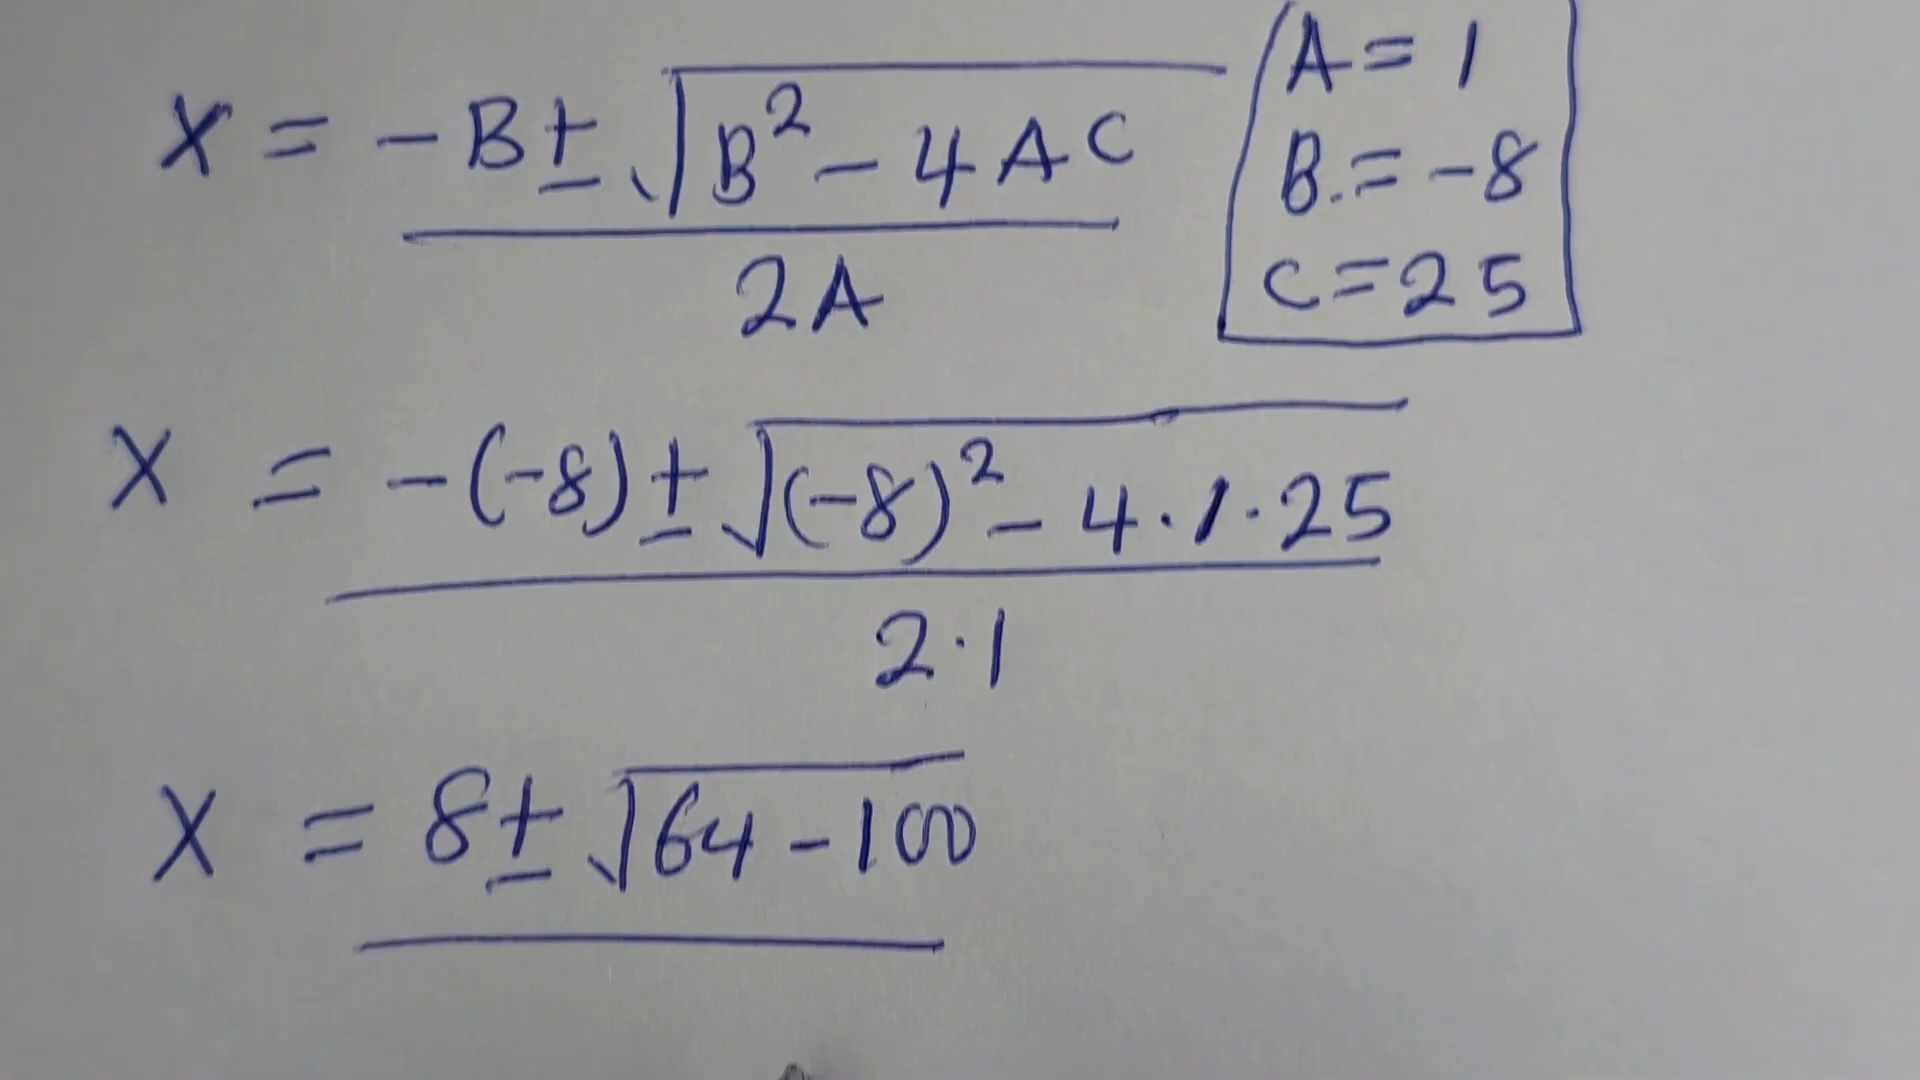 X = -B ± √B² - 4AC
2A
A = 1
B. = -8
C = 25
X = -(-8) ± √(-8)² - 4·1·25
2·1
X = 8 ± √64 - 100